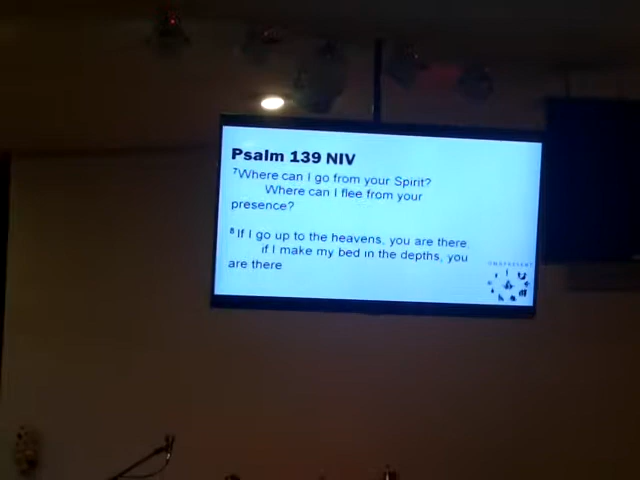 Psalm 139 NIV
7Where can I go from your Spirit?
Where can I flee from your
presence?
8 If I go up to the heavens, you are there
if I make my bed in the depths, you
are there